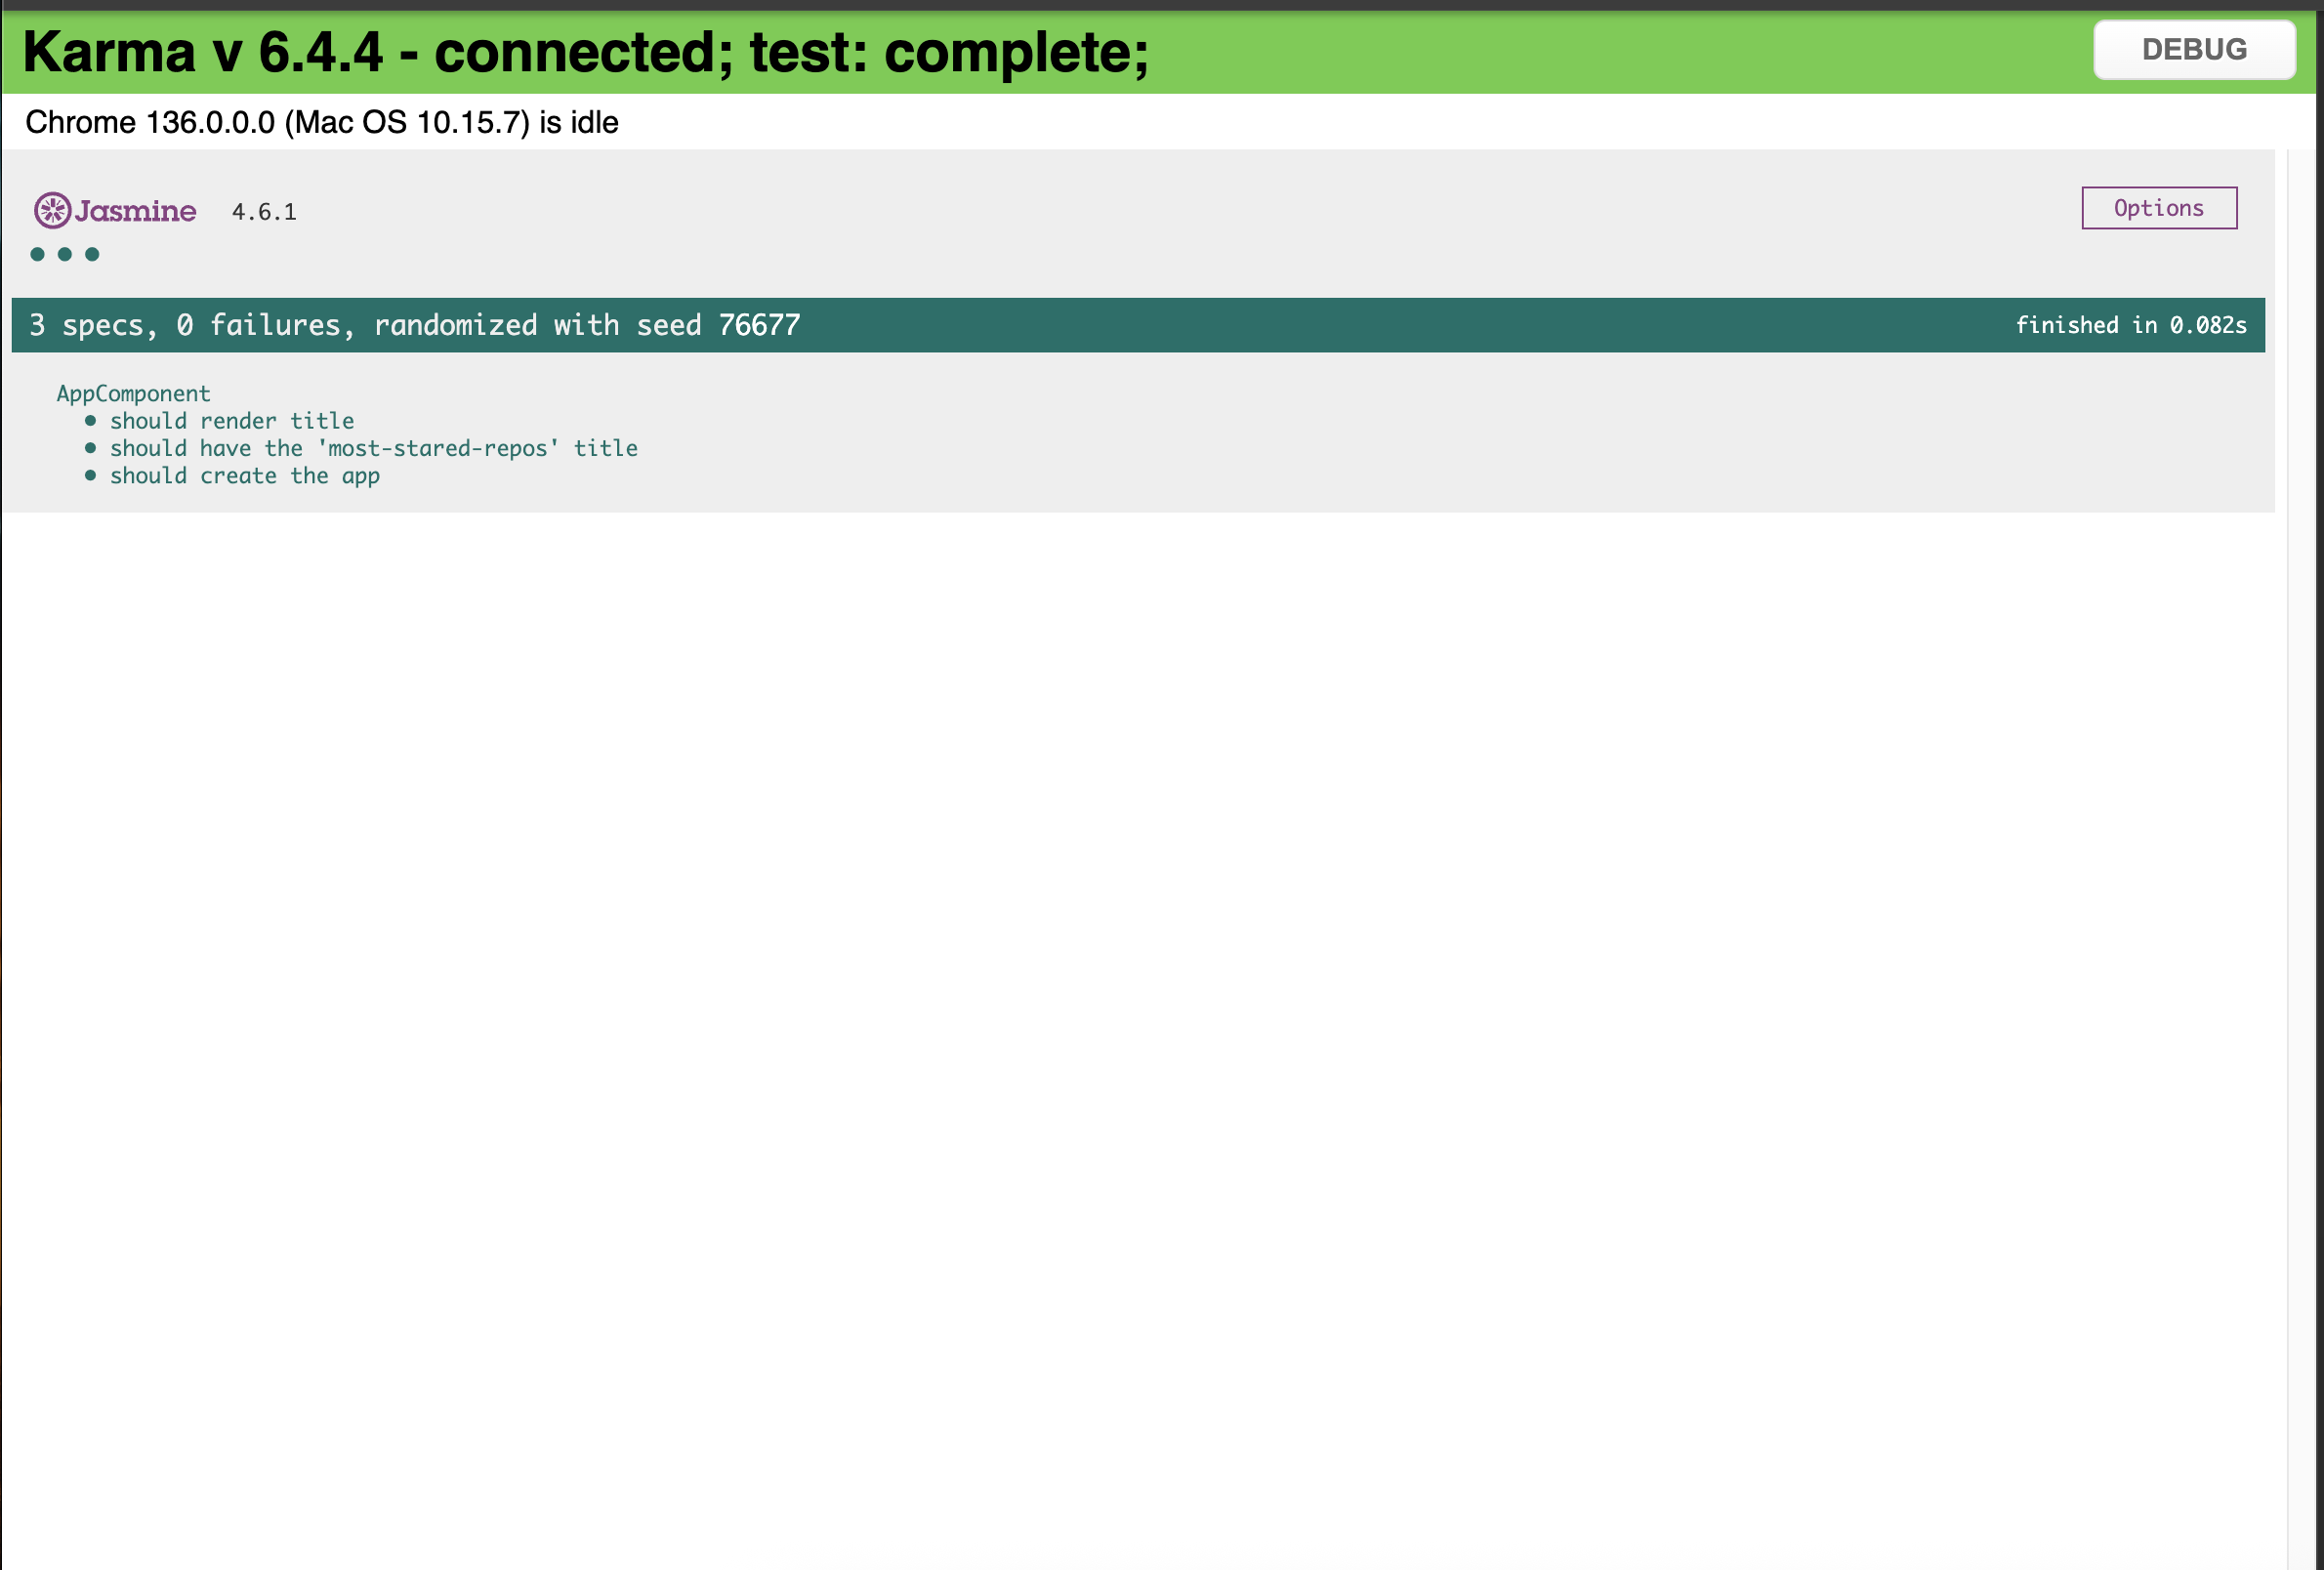 Karma v 6.4.4 - connected; test: complete;
DEBUG
Chrome 136.0.0.0 (Mac OS 10.15.7) is idle
Jasmine 4.6.1
Options
3 specs, 0 failures, randomized with seed 76677
finished in 0.082s
AppComponent
should render title
should have the 'most-stared-repos' title
should create the app